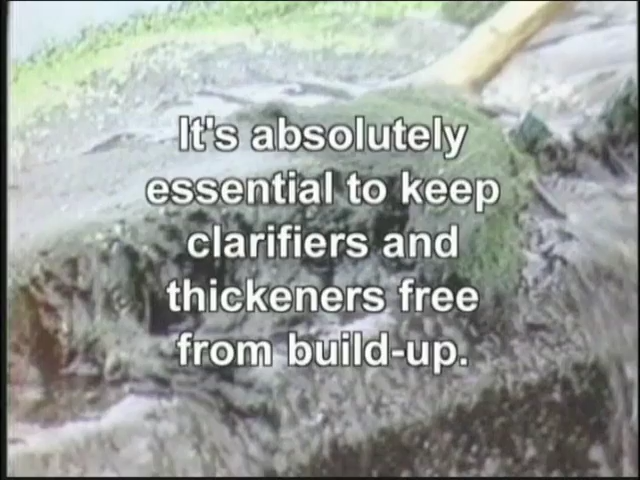 It's absolutely
essential to keep
clarifiers and
thickeners free
from build-up.